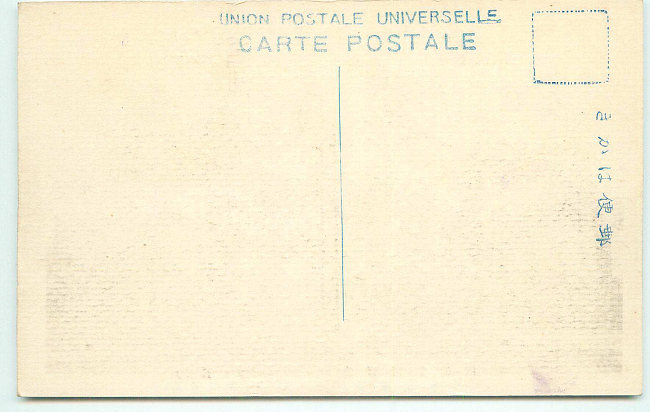 UNION POSTALE UNIVERSELLE
CARTE POSTALE
きかは便郵